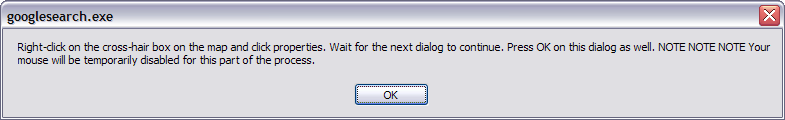 googlesearch.exe
Right-click on the cross-hair box on the map and click properties. Wait for the next dialog to continue. Press OK on this dialog as well. NOTE NOTE NOTE Your
mouse will be temporarily disabled for this part of the process.
OK